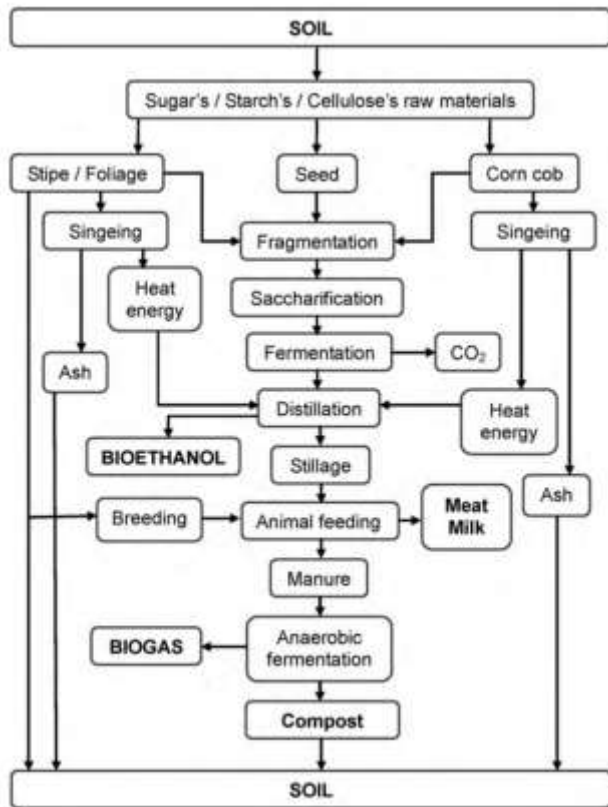 SOIL
Sugar's / Starch's / Cellulose's raw materials
Stipe / Foliage
Seed
Corn cob
Singeing
Fragmentation
Singeing
Heat
energy
Saccharification
Fermentation
CO₂
Ash
Distillation
Heat
energy
BIOETHANOL
Stillage
Ash
Breeding
Animal feeding
Meat
Milk
Manure
BIOGAS
Anaerobic
fermentation
Compost
SOIL